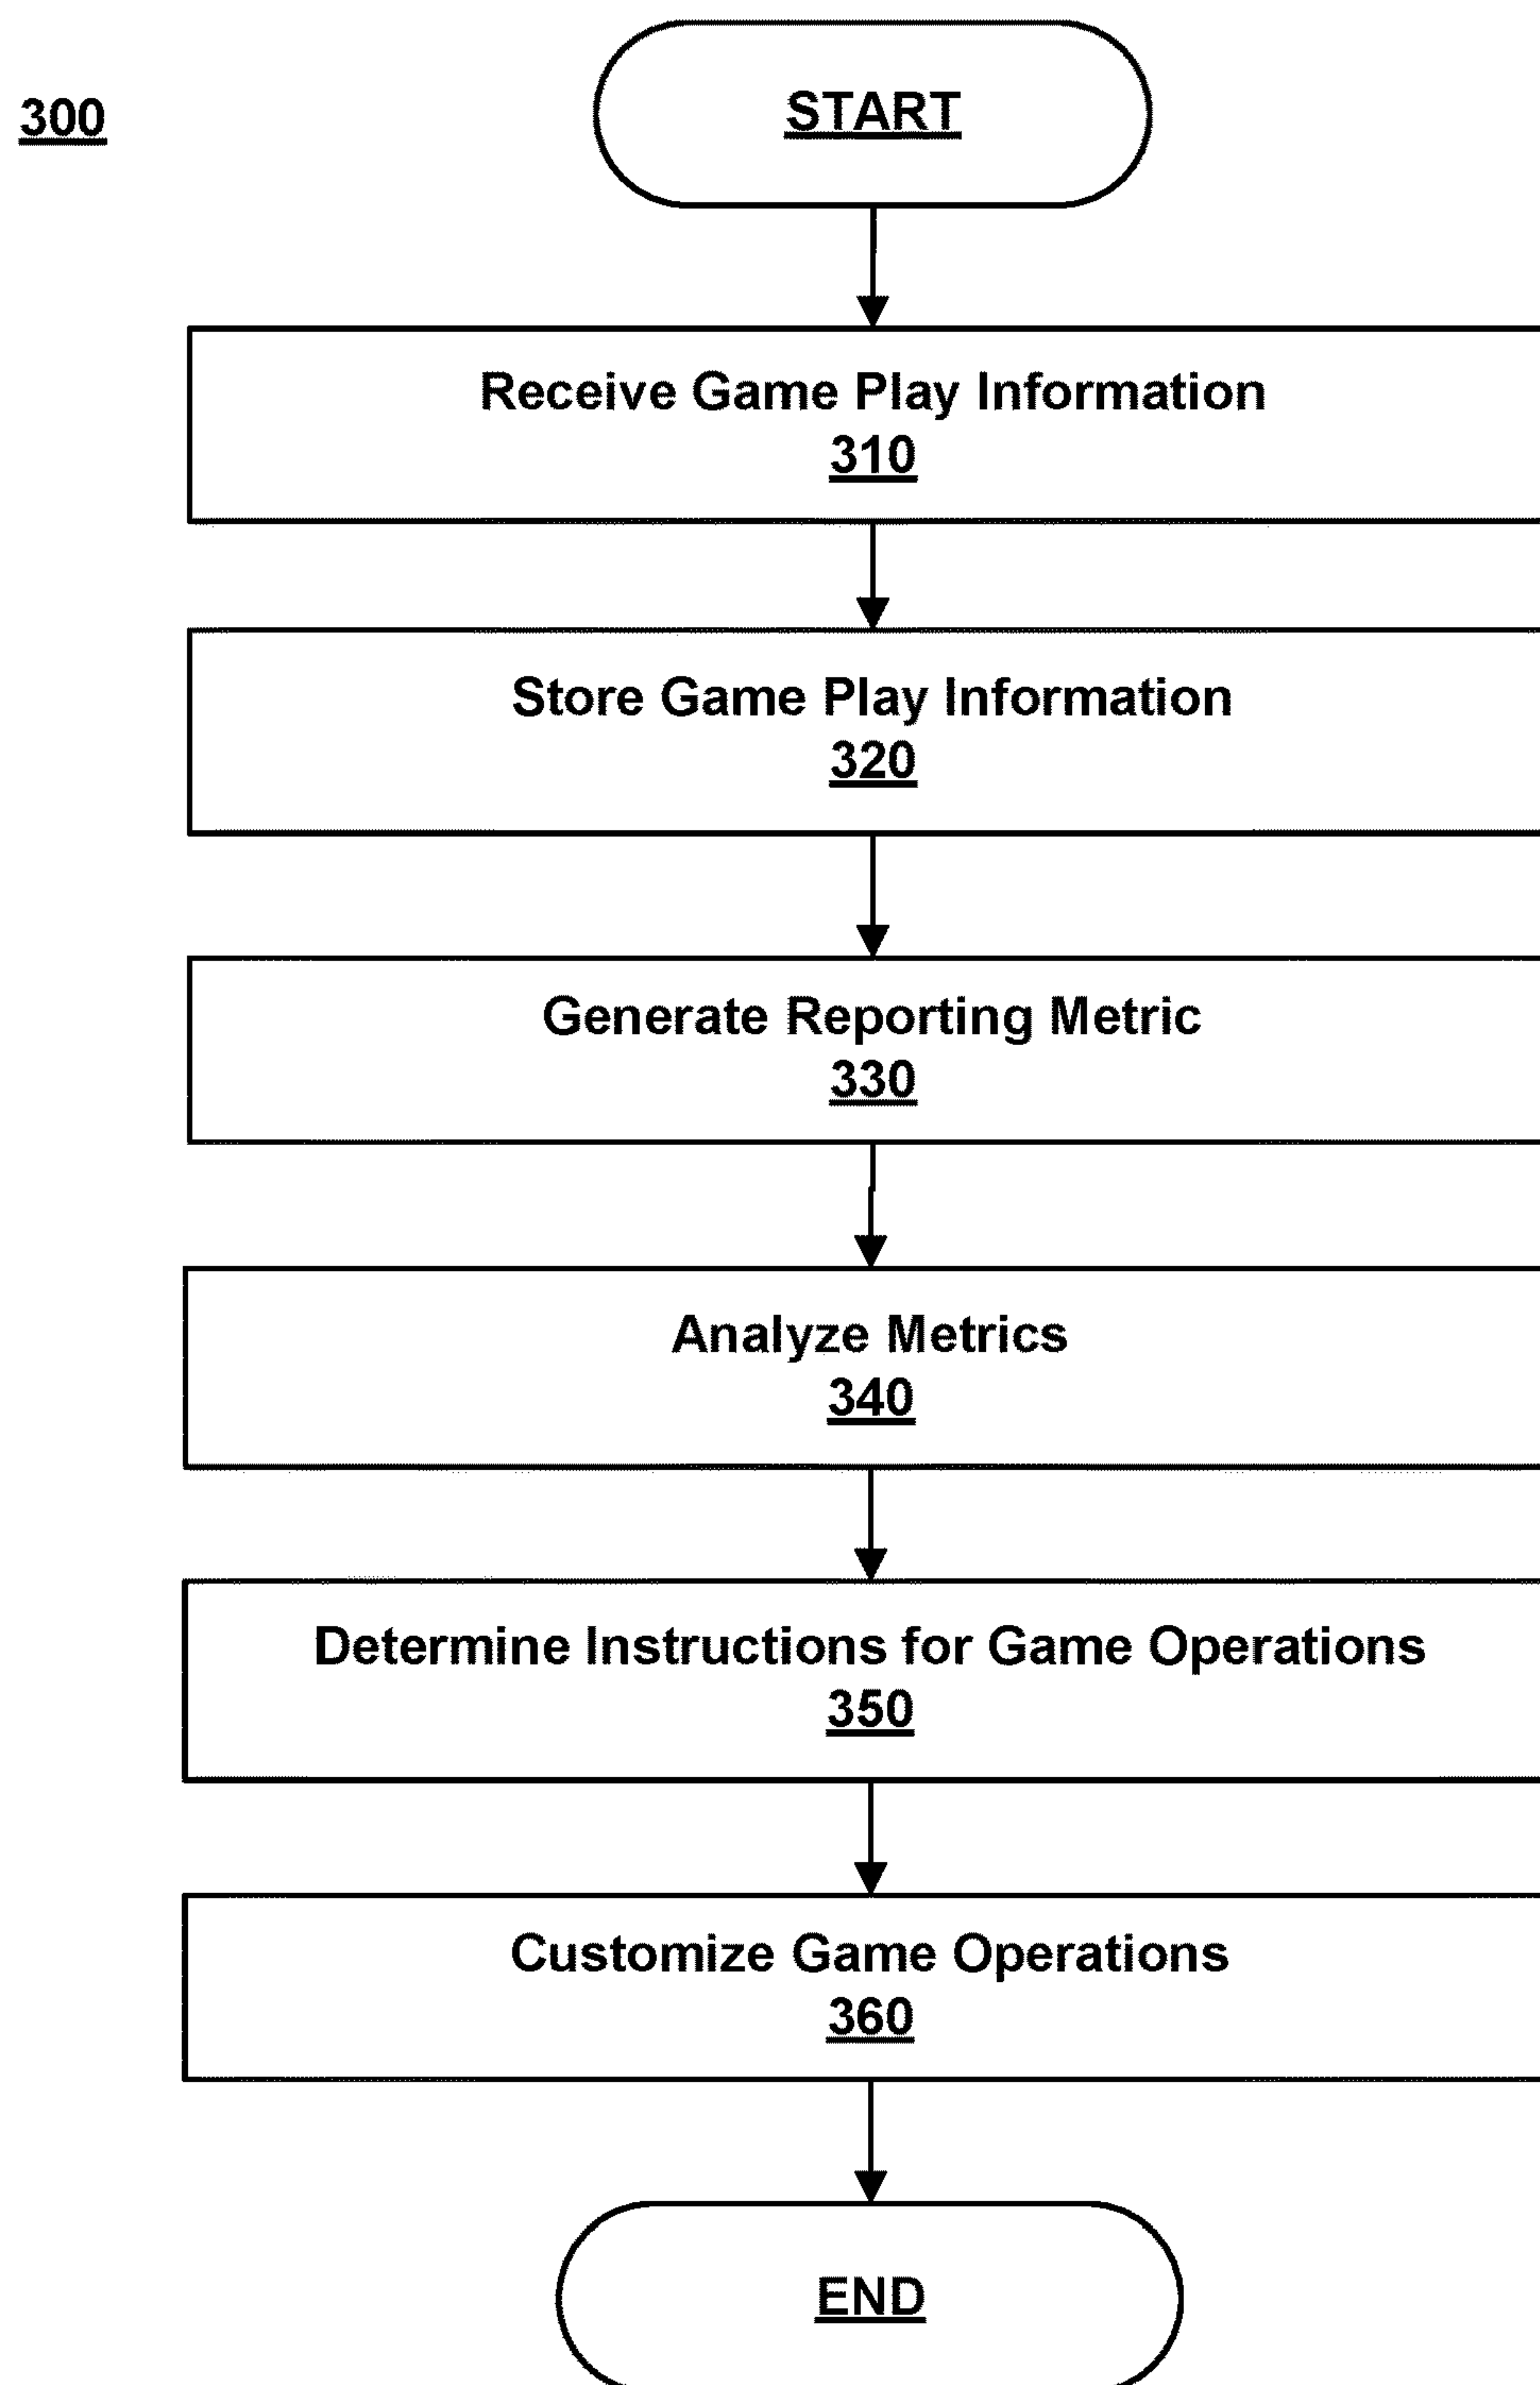 300
START
Receive Game Play Information
310
Store Game Play Information
320
Generate Reporting Metric
330
Analyze Metrics
340
Determine Instructions for Game Operations
350
Customize Game Operations
360
END